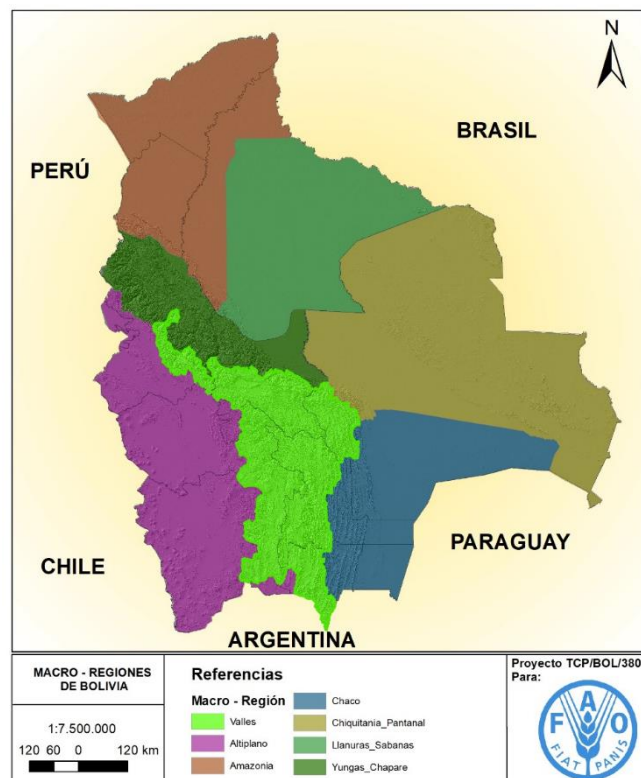 N
BRASIL
PERÚ
CHILE
PARAGUAY
ARGENTINA
MACRO - REGIONES
DE BOLIVIA
1:7.500.000
120 60 0 120 km
Referencias
Macro - Región
Valles
Altiplano
Amazonia
Chaco
Chiquitania_Pantanal
Llanuras_Sabanas
Yungas_Chapare
Proyecto TCP/BOL/380
Para:
FAO
FIAT PANIS